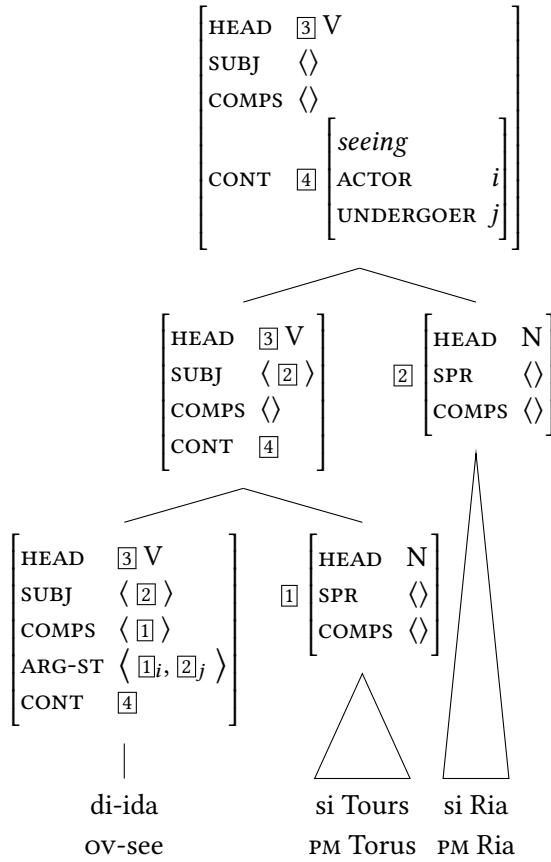 HEAD 3 V
SUBJ ⟨⟩
COMPS ⟨⟩
seeing
CONT 4 ACTOR i
UNDERGOER j
HEAD 3 V
SUBJ ⟨ 2 ⟩
COMPS ⟨⟩
CONT 4
2 HEAD N
SPR ⟨⟩
COMPS ⟨⟩
HEAD 3 V
SUBJ ⟨ 2 ⟩
COMPS ⟨ 1 ⟩
ARG-ST ⟨ 1i, 2j ⟩
CONT 4
1 HEAD N
SPR ⟨⟩
COMPS ⟨⟩
di-ida si Tours si Ria
OV-see PM Torus PM Ria